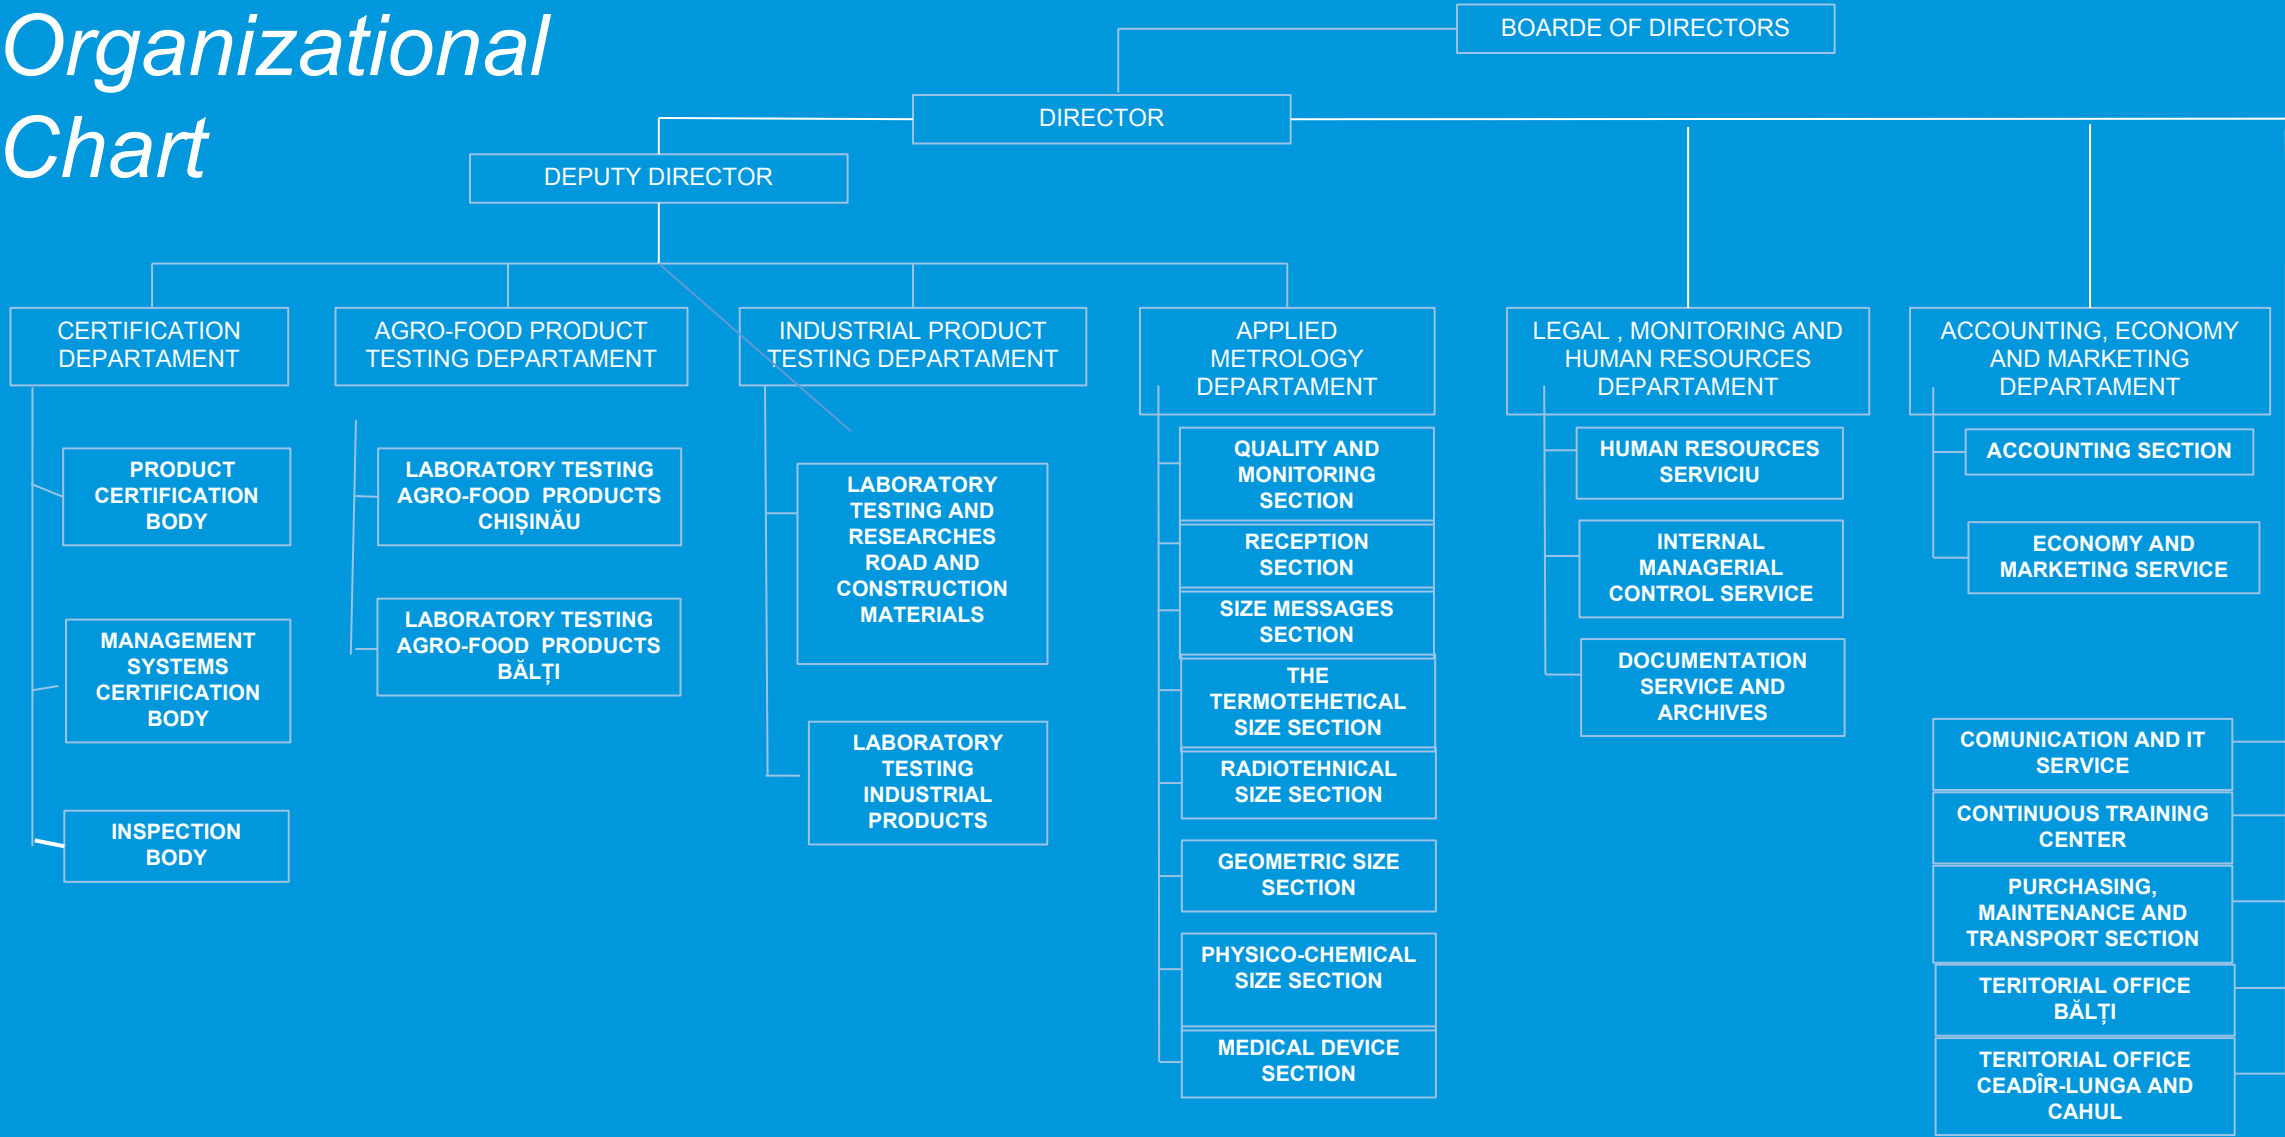 Organizational
Chart
BOARDE OF DIRECTORS
DIRECTOR
DEPUTY DIRECTOR
CERTIFICATION
DEPARTAMENT
AGRO-FOOD PRODUCT
TESTING DEPARTAMENT
INDUSTRIAL PRODUCT
TESTING DEPARTAMENT
APPLIED
METROLOGY
DEPARTAMENT
LEGAL , MONITORING AND
HUMAN RESOURCES
DEPARTAMENT
ACCOUNTING, ECONOMY
AND MARKETING
DEPARTAMENT
PRODUCT
CERTIFICATION
BODY
MANAGEMENT
SYSTEMS
CERTIFICATION
BODY
INSPECTION
BODY
LABORATORY TESTING
AGRO-FOOD PRODUCTS
CHIȘINĂU
LABORATORY TESTING
AGRO-FOOD PRODUCTS
BĂLȚI
LABORATORY
TESTING AND
RESEARCHES
ROAD AND
CONSTRUCTION
MATERIALS
LABORATORY
TESTING
INDUSTRIAL
PRODUCTS
QUALITY AND
MONITORING
SECTION
RECEPTION
SECTION
SIZE MESSAGES
SECTION
THE
TERMOTEHETICAL
SIZE SECTION
RADIOTEHNICAL
SIZE SECTION
GEOMETRIC SIZE
SECTION
PHYSICO-CHEMICAL
SIZE SECTION
MEDICAL DEVICE
SECTION
HUMAN RESOURCES
SERVICIU
INTERNAL
MANAGERIAL
CONTROL SERVICE
DOCUMENTATION
SERVICE AND
ARCHIVES
ACCOUNTING SECTION
ECONOMY AND
MARKETING SERVICE
COMUNICATION AND IT
SERVICE
CONTINUOUS TRAINING
CENTER
PURCHASING,
MAINTENANCE AND
TRANSPORT SECTION
TERITORIAL OFFICE
BĂLȚI
TERITORIAL OFFICE
CEADÎR-LUNGA AND
CAHUL